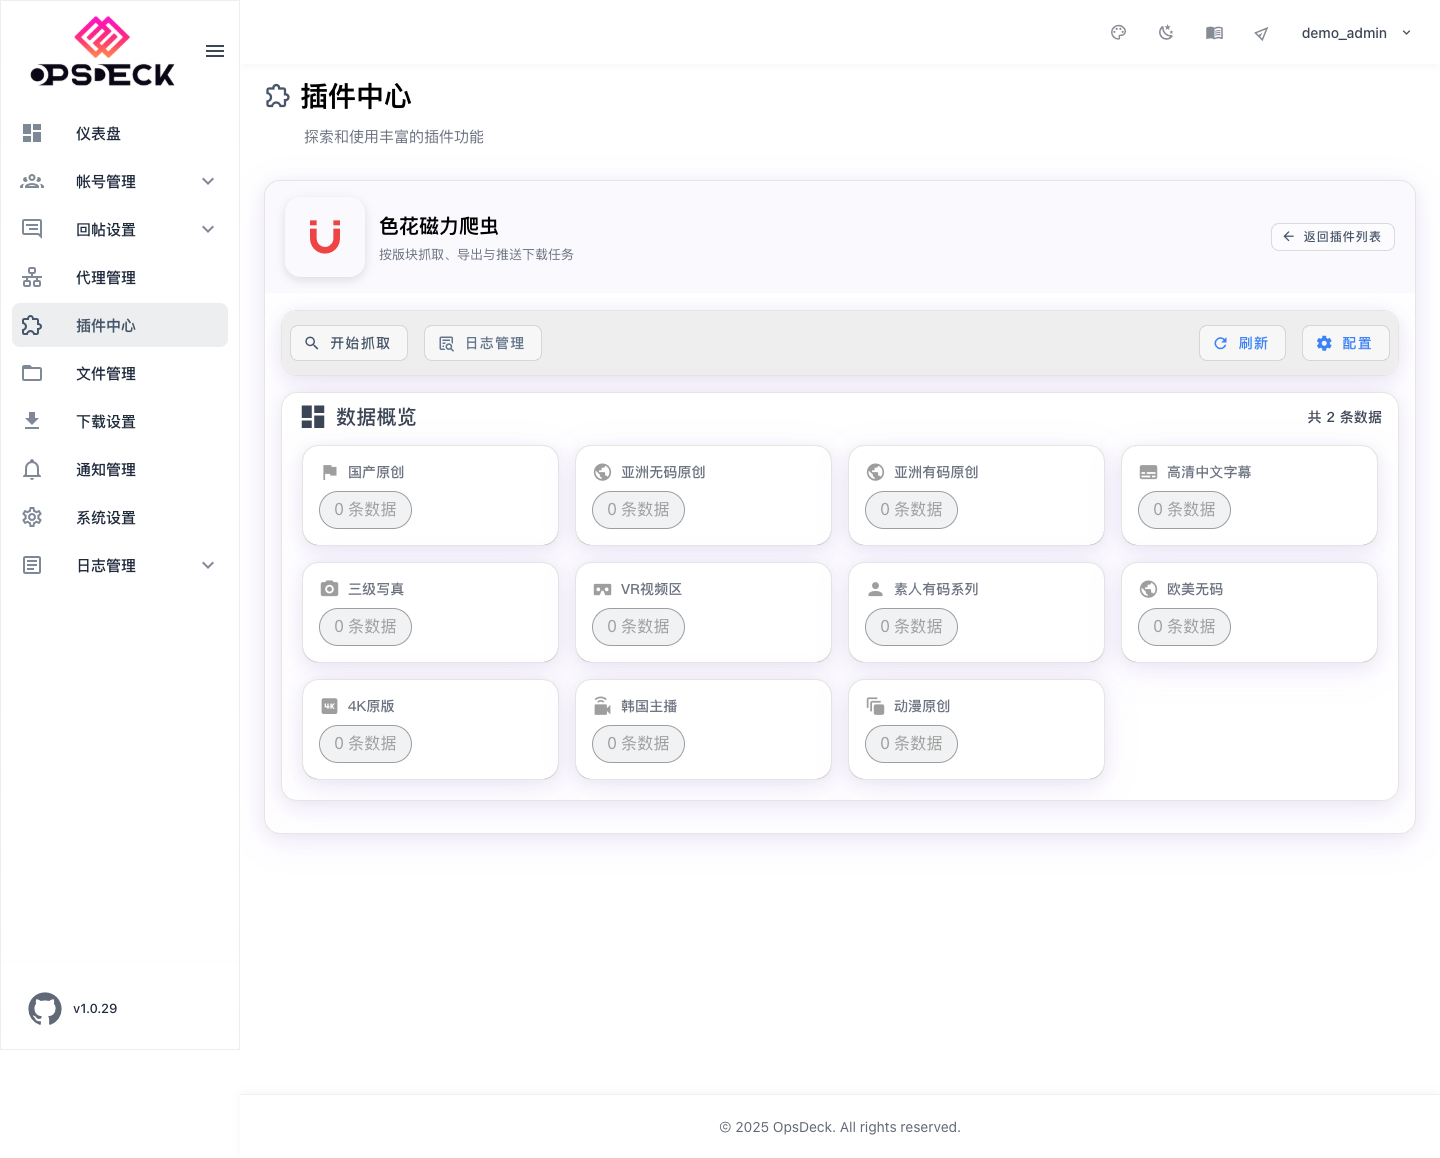 OPSDECK
demo_admin
仪表盘
帐号管理
回帖设置
代理管理
插件中心
文件管理
下载设置
通知管理
系统设置
日志管理
v1.0.29
插件中心
探索和使用丰富的插件功能
色花磁力爬虫
按版块抓取、导出与推送下载任务
返回插件列表
开始抓取
日志管理
刷新
配置
数据概览
共 2 条数据
国产原创
0 条数据
亚洲无码原创
0 条数据
亚洲有码原创
0 条数据
高清中文字幕
0 条数据
三级写真
0 条数据
VR视频区
0 条数据
素人有码系列
0 条数据
欧美无码
0 条数据
4K
4K原版
0 条数据
韩国主播
0 条数据
动漫原创
0 条数据
© 2025 OpsDeck. All rights reserved.